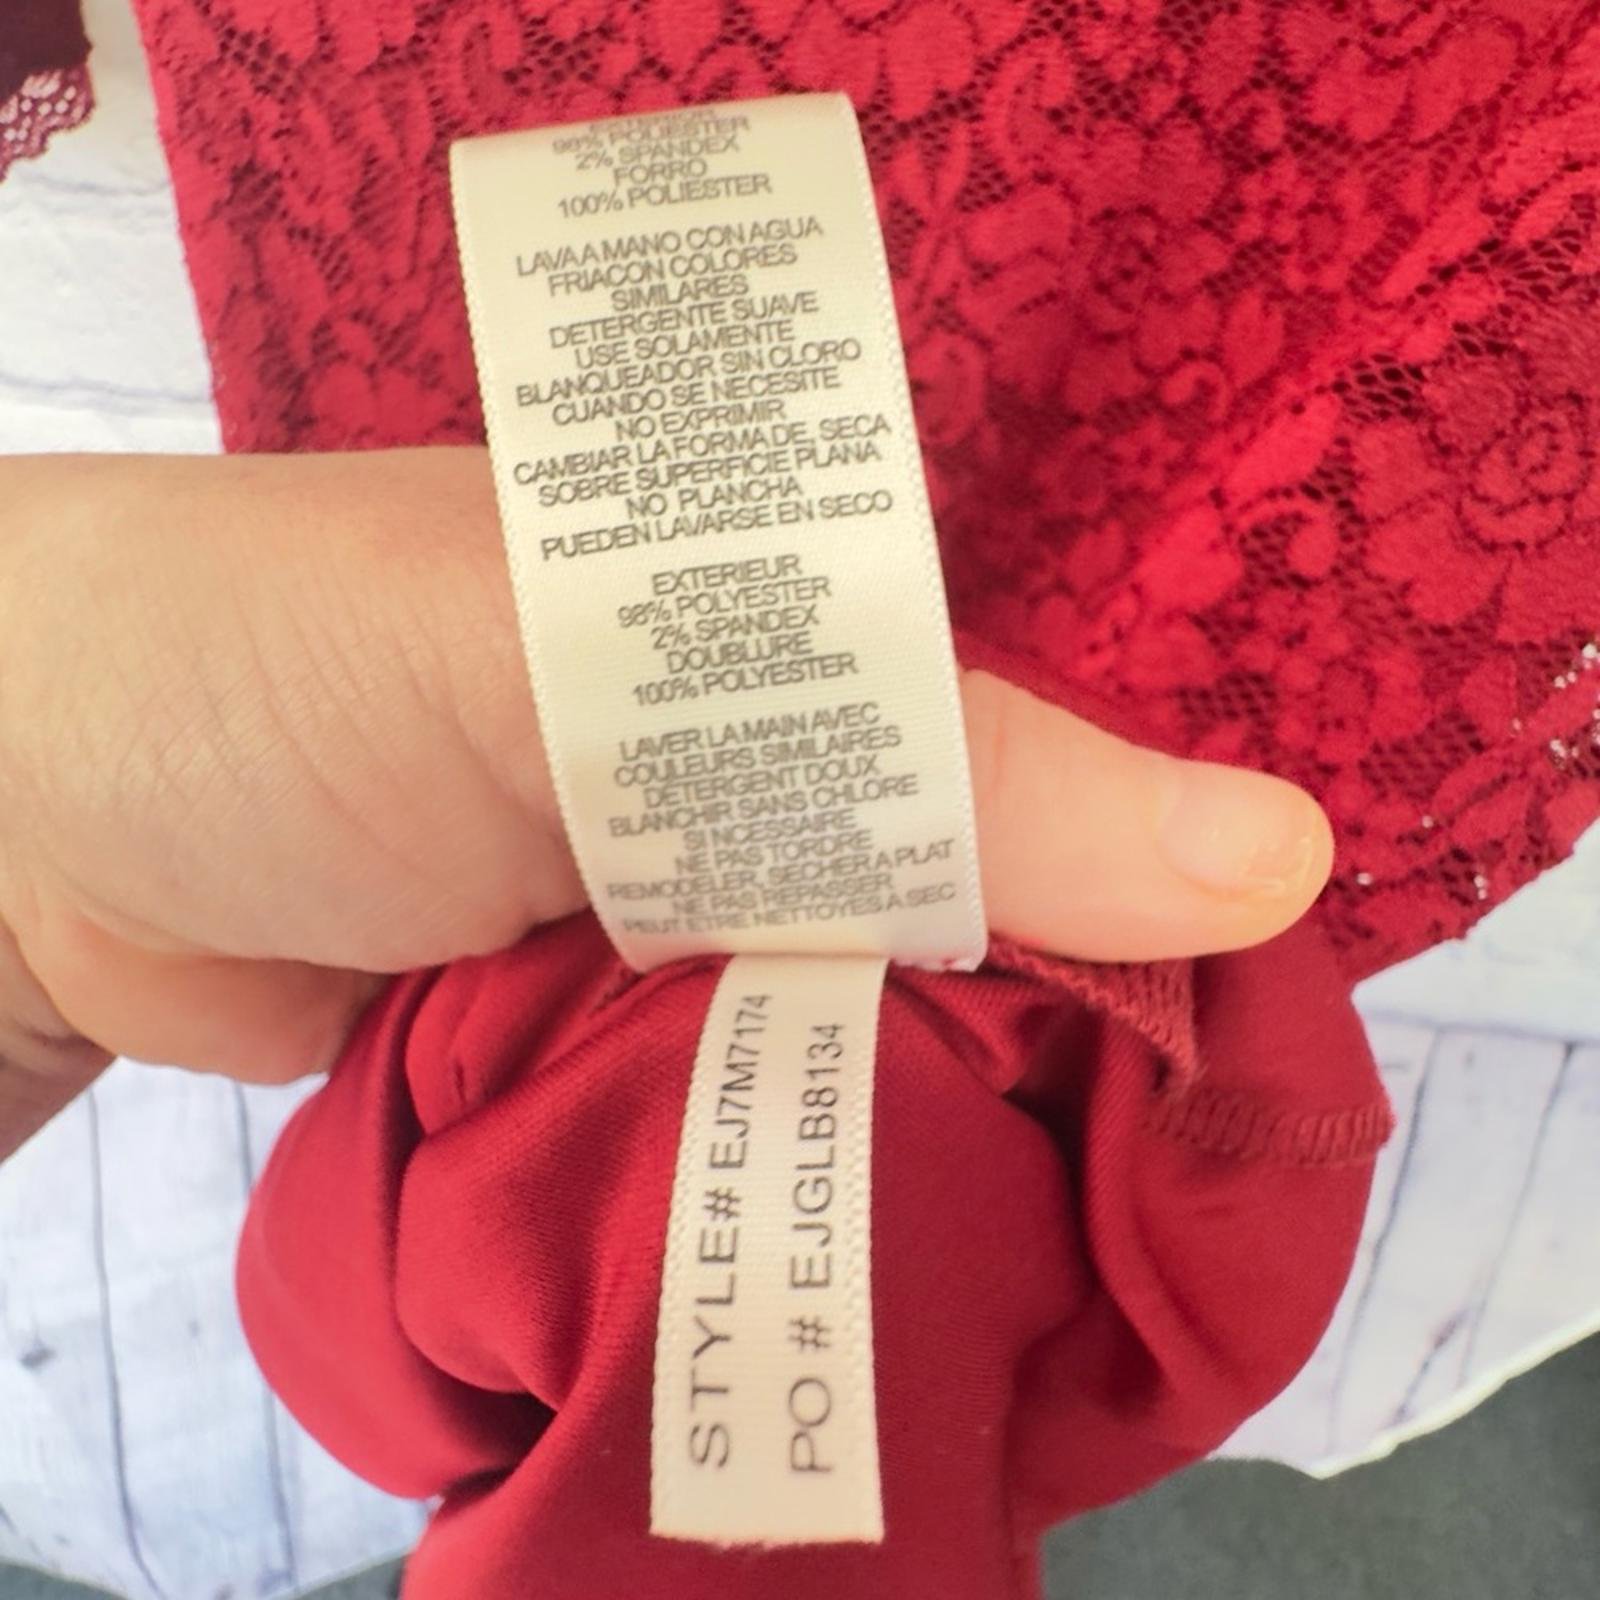 98% POLIESTER
2% SPANDEX
FORRO
100% POLIESTER
LAVA A MANO CON AGUA
FRIACON COLORES
SIMILARES
DETERGENTE SUAVE
USE SOLAMENTE
BLANQUEADOR SIN CLORO
CUANDO SE NECESITE
NO EXPRIMIR
CAMBIAR LA FORMA DE, SECA
SOBRE SUPERFICIE PLANA
NO PLANCHA
PUEDEN LAVARSE EN SECO
EXTERIEUR
98% POLYESTER
2% SPANDEX
DOUBLURE
100% POLYESTER
LAVER LA MAIN AVEC
COULEURS SIMILAIRES
DETERGENT DOUX
BLANCHIR SANS CHLORE
SI NCESSAIRE
NE PAS TORDRE
REMODELER, SECHER A PLAT
NE PAS REPASSER
PEUT ETRE NETTOYES A SEC
STYLE# EJ7M7174
PO # EJGLB8134